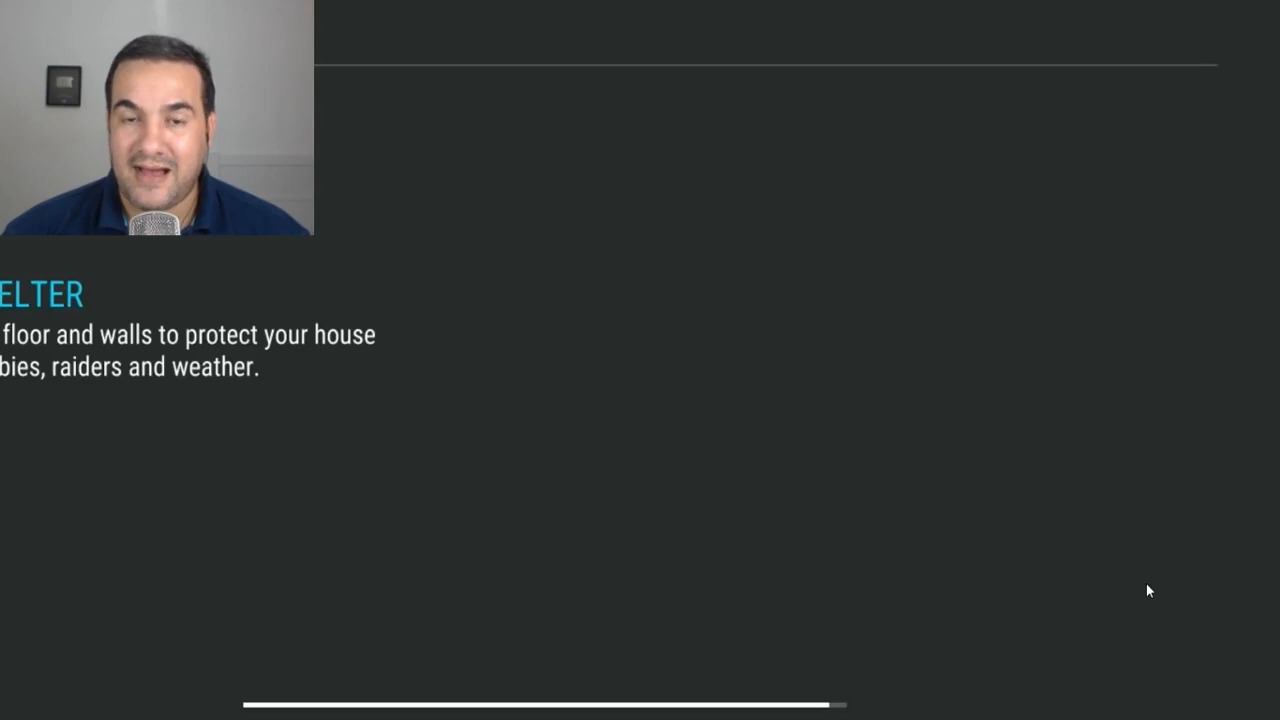 ELTER
floor and walls to protect your house
bies, raiders and weather.